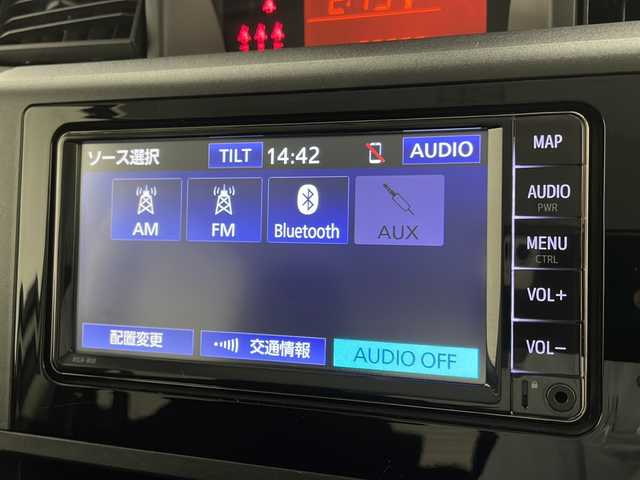 ソース選択 TILT 14:42 AUDIO
AM FM Bluetooth AUX
配置変更 交通情報 AUDIO OFF
MAP
AUDIO
PWR
MENU
CTRL
VOL+
VOL−